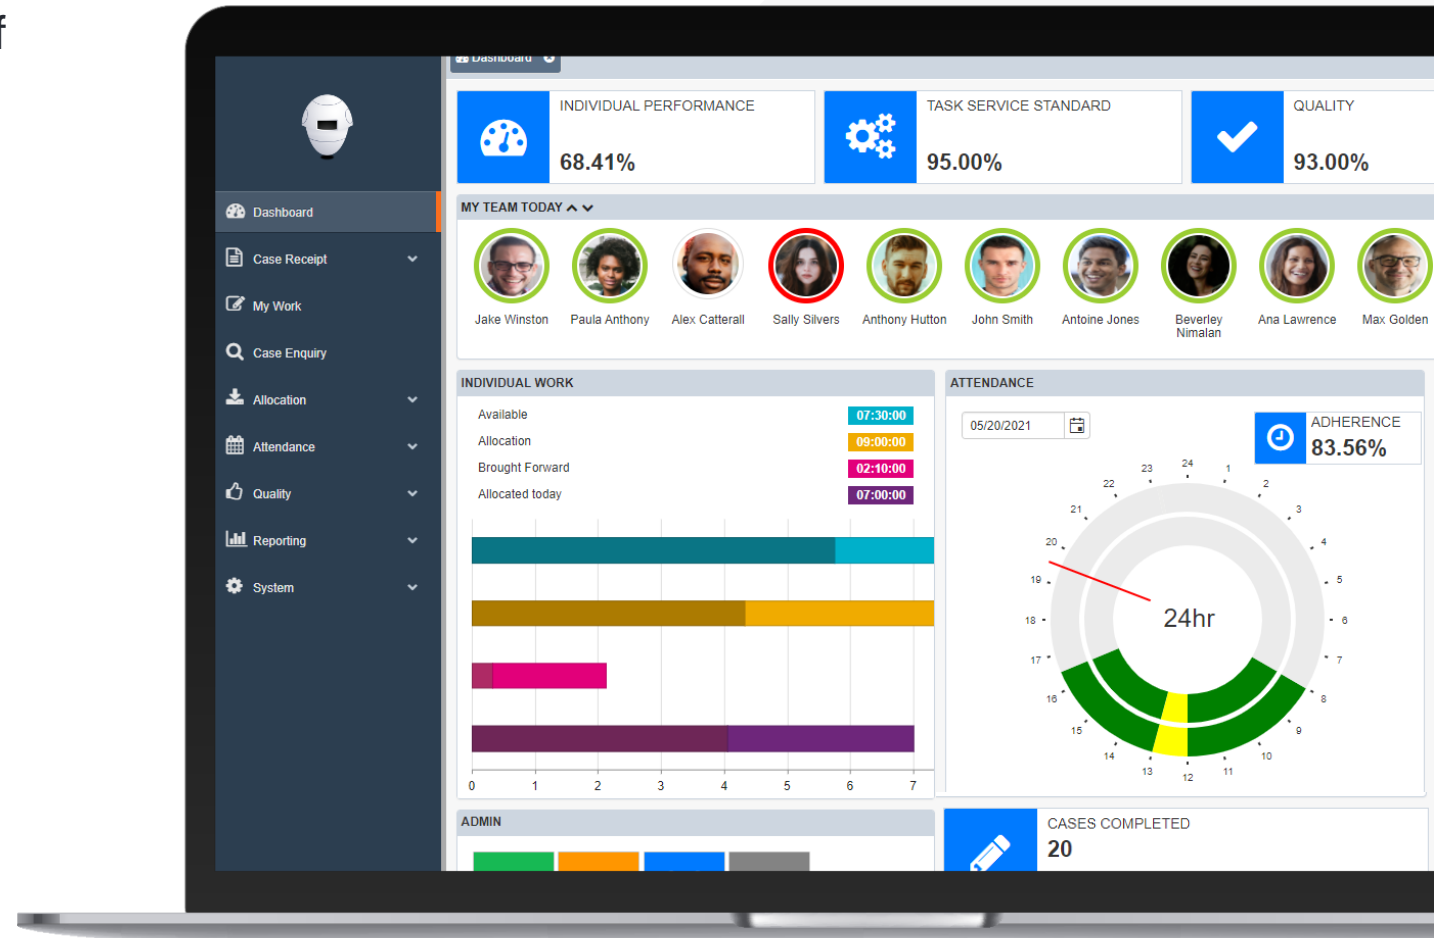 f
Dashboard
INDIVIDUAL PERFORMANCE
68.41%
TASK SERVICE STANDARD
95.00%
QUALITY
93.00%
Dashboard
Case Receipt
My Work
Case Enquiry
Allocation
Attendance
Quality
Reporting
System
MY TEAM TODAY
Jake Winston
Paula Anthony
Alex Catterall
Sally Silvers
Anthony Hutton
John Smith
Antoine Jones
Beverley
Nimalan
Ana Lawrence
Max Golden
INDIVIDUAL WORK
Available 07:30:00
Allocation 09:00:00
Brought Forward 02:10:00
Allocated today 07:00:00
0 1 2 3 4 5 6 7
ATTENDANCE
05/20/2021
ADHERENCE
83.56%
24
1
2
3
4
5
6
7
8
9
10
11
12
13
14
15
16
17
18
19
20
21
22
23
24hr
ADMIN
CASES COMPLETED
20